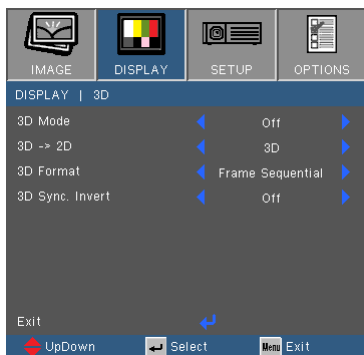 IMAGE DISPLAY SETUP OPTIONS
DISPLAY | 3D
3D Mode Off
3D -> 2D 3D
3D Format Frame Sequential
3D Sync. Invert Off
Exit
UpDown Select Menu Exit